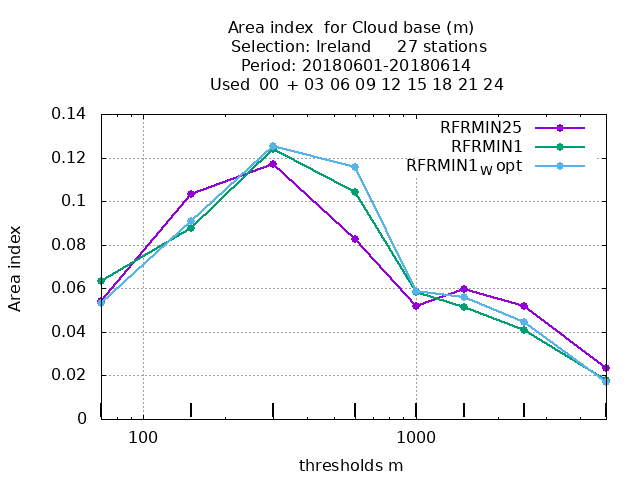 Area index for Cloud base (m)
Selection: Ireland 27 stations
Period: 20180601-20180614
Used 00 + 03 06 09 12 15 18 21 24
RFRMIN25
RFRMIN1
RFRMIN1W opt
0.14
0.12
0.1
0.08
0.06
0.04
0.02
0
Area index
100 1000
thresholds m